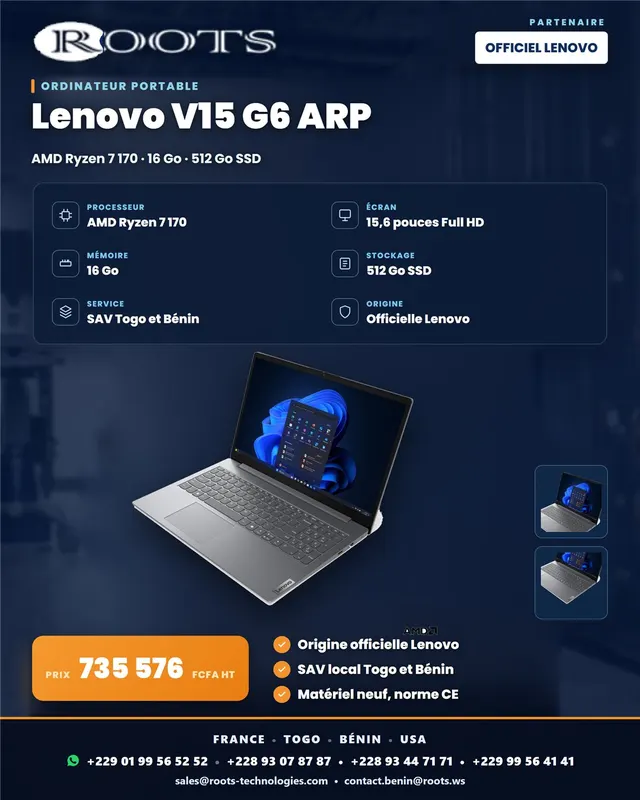 ROOTS
PARTENAIRE
OFFICIEL LENOVO
ORDINATEUR PORTABLE
Lenovo V15 G6 ARP
AMD Ryzen 7 170 · 16 Go · 512 Go SSD
PROCESSEUR
AMD Ryzen 7 170
ÉCRAN
15,6 pouces Full HD
MÉMOIRE
16 Go
STOCKAGE
512 Go SSD
SERVICE
SAV Togo et Bénin
ORIGINE
Officielle Lenovo
Lenovo
PRIX 735 576 FCFA HT
Origine officielle Lenovo
SAV local Togo et Bénin
Matériel neuf, norme CE
FRANCE • TOGO • BÉNIN • USA
+229 01 99 56 52 52 • +228 93 07 87 87 • +228 93 44 71 71 • +229 99 56 41 41
sales@roots-technologies.com • contact.benin@roots.ws